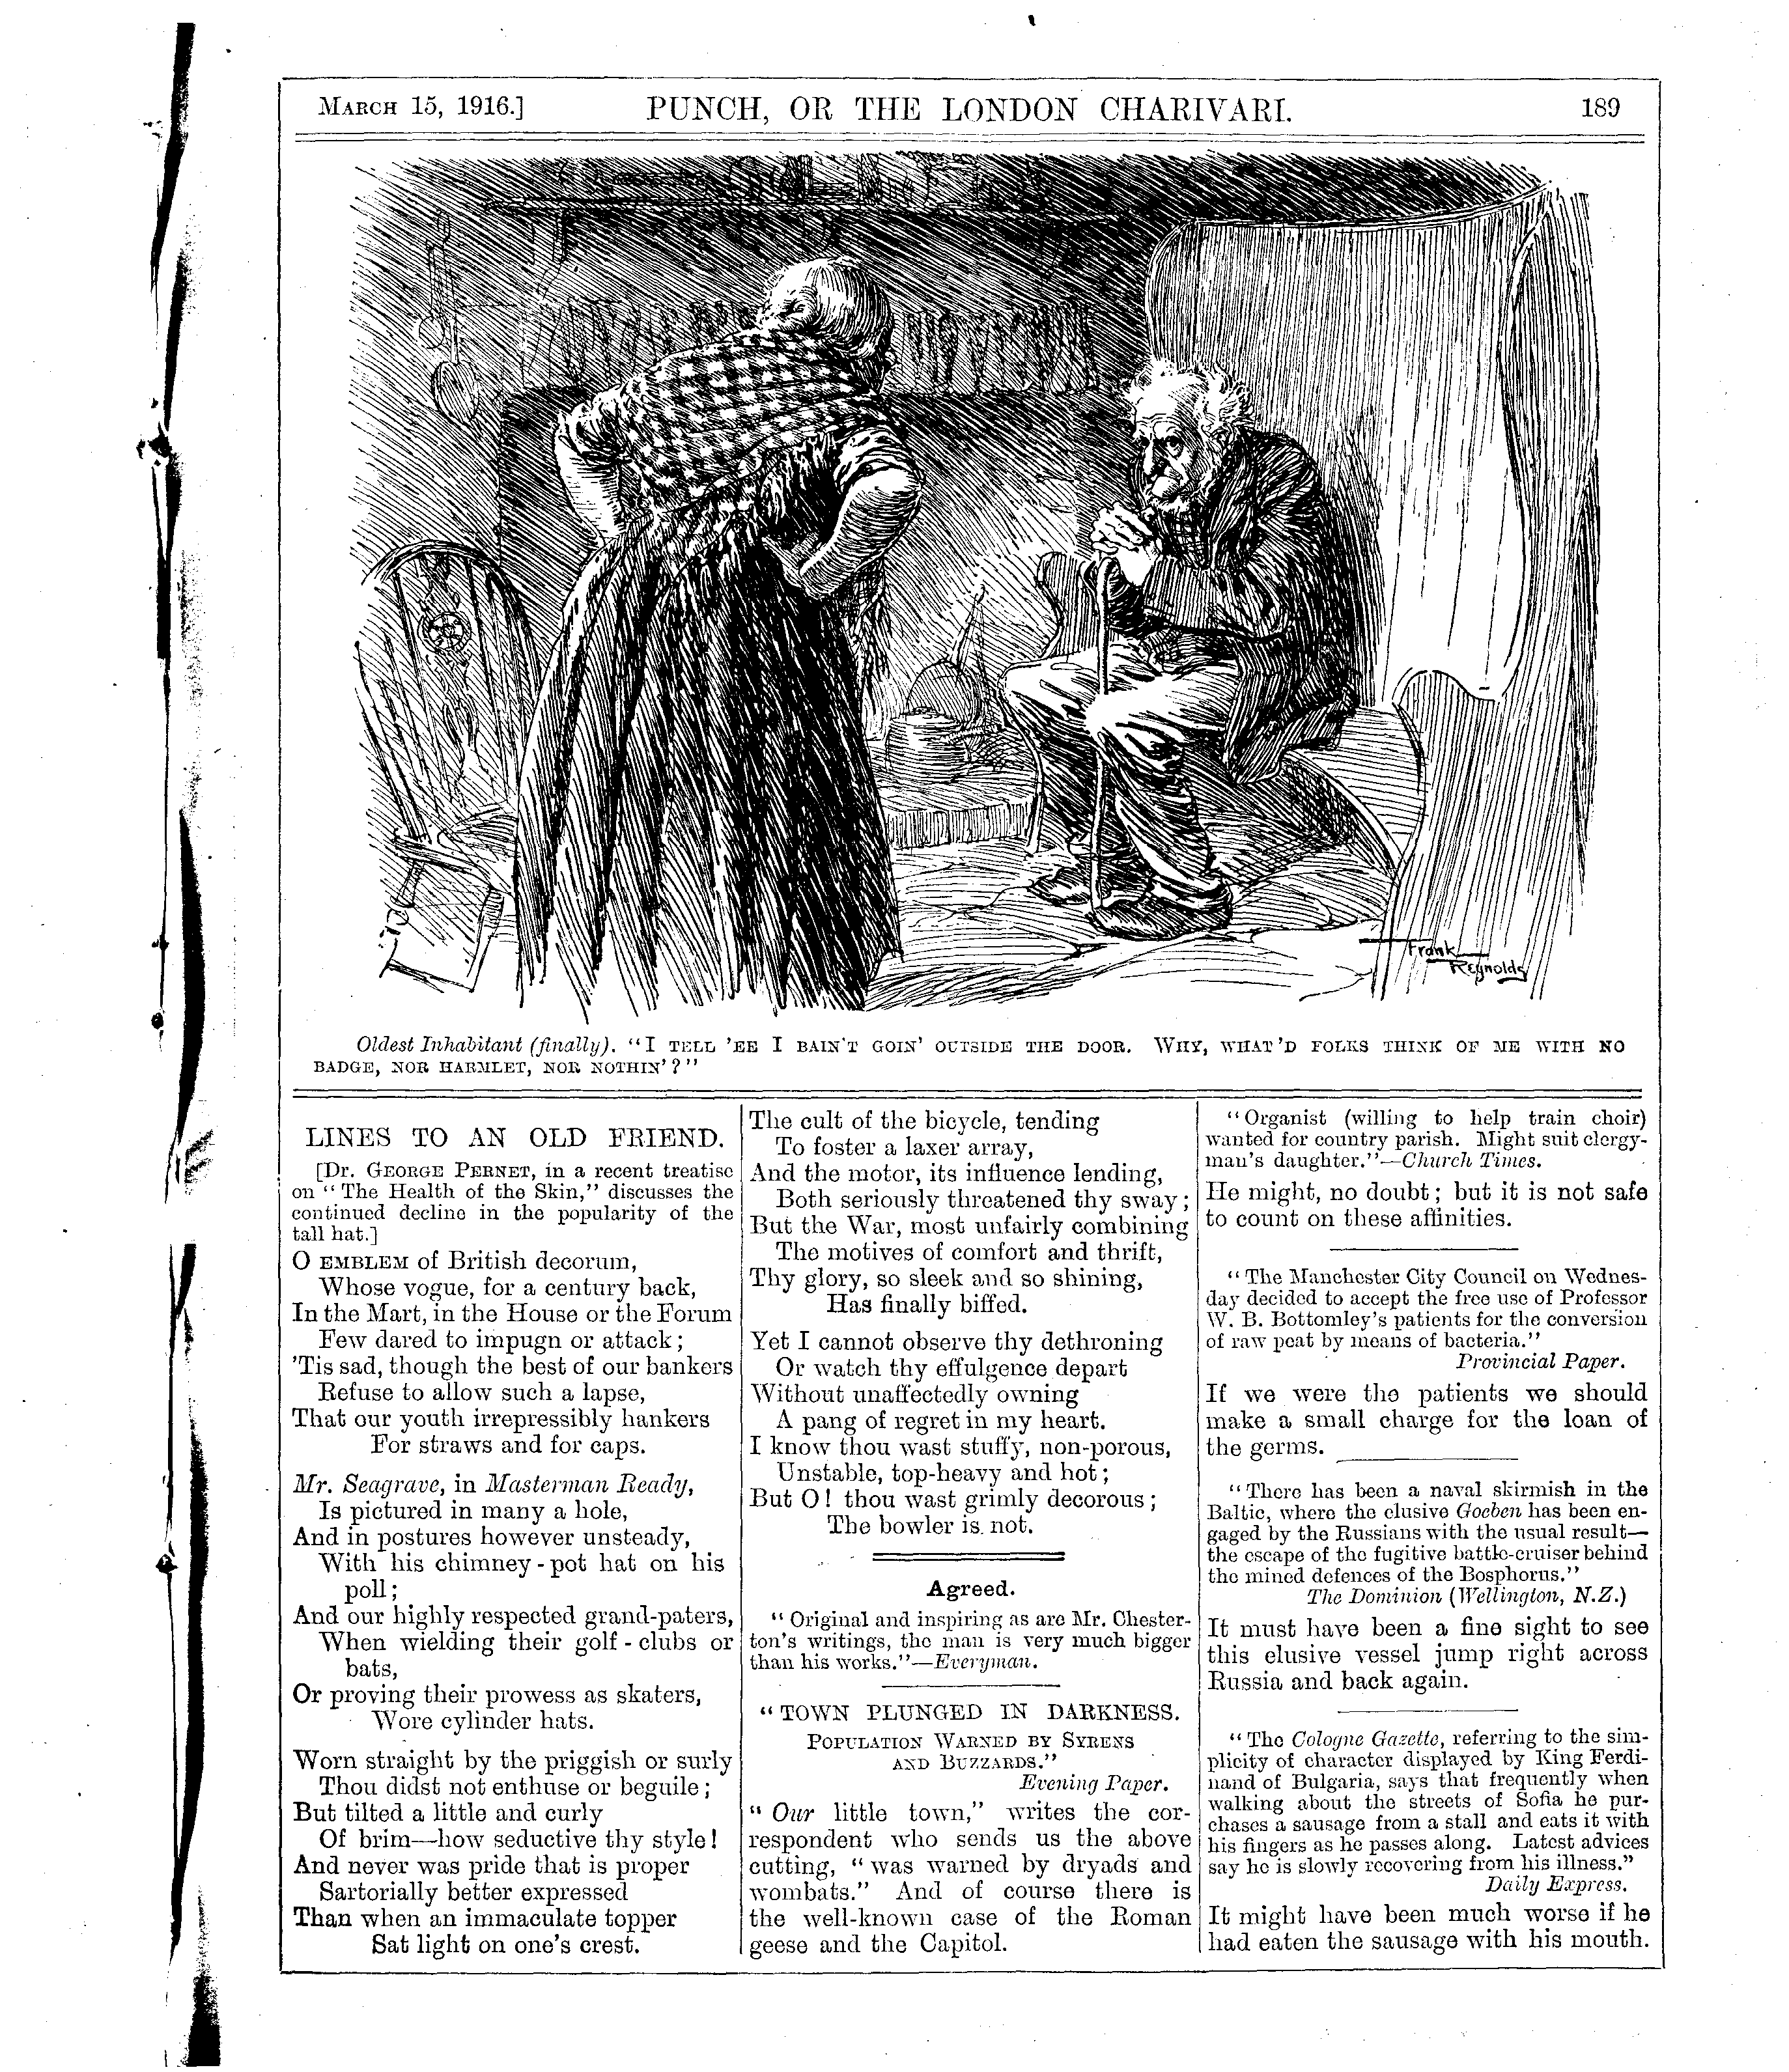 MARCH 15, 1916.] PUNCH, OR THE LONDON CHARIVARI. 189
Frank
Reynolds
Oldest Inhabitant (finally). "I TELL 'EE I BAIN'T GOIN' OUTSIDE THE DOOR. WHY, WHAT'D FOLKS THINK OF ME WITH NO
BADGE, NOR HARMLET, NOR NOTHIN'?"
LINES TO AN OLD FRIEND.
[Dr. GEORGE PERNET, in a recent treatise
on "The Health of the Skin," discusses the
continued decline in the popularity of the
tall hat.]
O EMBLEM of British decorum,
Whose vogue, for a century back,
In the Mart, in the House or the Forum
Few dared to impugn or attack;
'Tis sad, though the best of our bankers
Refuse to allow such a lapse,
That our youth irrepressibly hankers
For straws and for caps.
Mr. Seagrave, in Masterman Ready,
Is pictured in many a hole,
And in postures however unsteady,
With his chimney-pot hat on his
poll;
And our highly respected grand-paters,
When wielding their golf-clubs or
bats,
Or proving their prowess as skaters,
Wore cylinder hats.
Worn straight by the priggish or surly
Thou didst not enthuse or beguile;
But tilted a little and curly
Of brim—how seductive thy style!
And never was pride that is proper
Sartorially better expressed
Than when an immaculate topper
Sat light on one's crest.
The cult of the bicycle, tending
To foster a laxer array,
And the motor, its influence lending,
Both seriously threatened thy sway;
But the War, most unfairly combining
The motives of comfort and thrift,
Thy glory, so sleek and so shining,
Has finally biffed.
Yet I cannot observe thy dethroning
Or watch thy effulgence depart
Without unaffectedly owning
A pang of regret in my heart.
I know thou wast stuffy, non-porous,
Unstable, top-heavy and hot;
But O! thou wast grimly decorous;
The bowler is not.
Agreed.
"Original and inspiring as are Mr. Chester-
ton's writings, the man is very much bigger
than his works."—Everyman.
"TOWN PLUNGED IN DARKNESS.
POPULATION WARNED BY SYRENS
AND BUZZARDS."
Evening Paper.
"Our little town," writes the cor-
respondent who sends us the above
cutting, "was warned by dryads and
wombats." And of course there is
the well-known case of the Roman
geese and the Capitol.
"Organist (willing to help train choir)
wanted for country parish. Might suit clergy-
man's daughter."—Church Times.
He might, no doubt; but it is not safe
to count on these affinities.
"The Manchester City Council on Wednes-
day decided to accept the free use of Professor
W. B. Bottomley's patients for the conversion
of raw peat by means of bacteria."
Provincial Paper.
If we were the patients we should
make a small charge for the loan of
the germs.
"There has been a naval skirmish in the
Baltic, where the elusive Goeben has been en-
gaged by the Russians with the usual result—
the escape of the fugitive battle-cruiser behind
the mined defences of the Bosphorus."
The Dominion (Wellington, N.Z.)
It must have been a fine sight to see
this elusive vessel jump right across
Russia and back again.
"The Cologne Gazette, referring to the sim-
plicity of character displayed by King Ferdi-
nand of Bulgaria, says that frequently when
walking about the streets of Sofia he pur-
chases a sausage from a stall and eats it with
his fingers as he passes along. Latest advices
say he is slowly recovering from his illness."
Daily Express.
It might have been much worse if he
had eaten the sausage with his mouth.